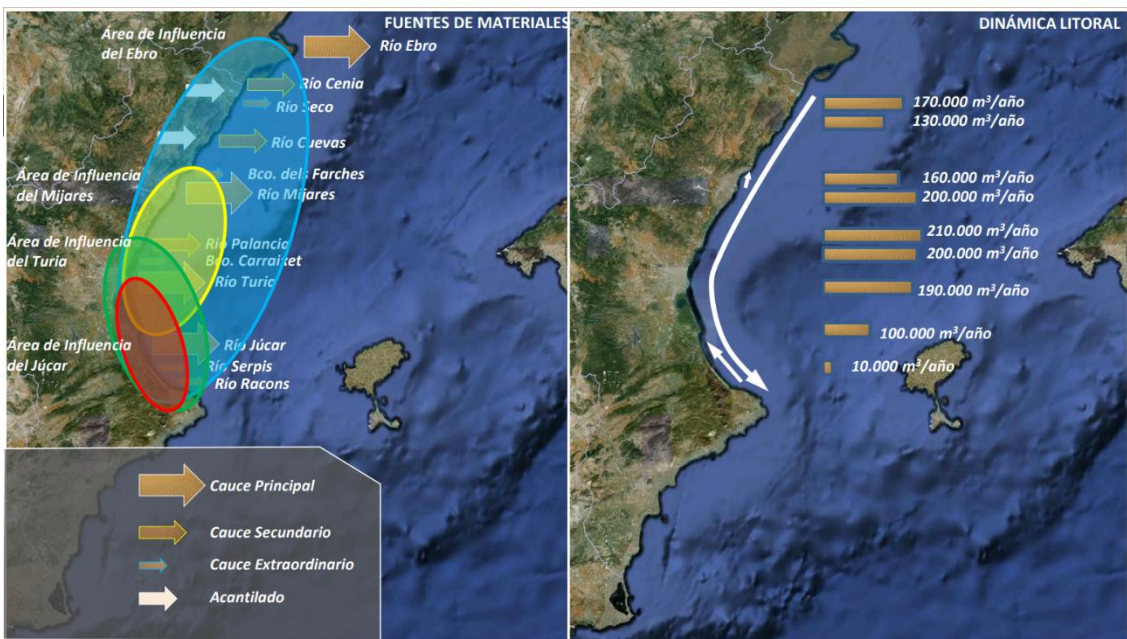 FUENTES DE MATERIALES
Área de Influencia
del Ebro
Río Ebro
Río Cenia
Río Seco
Río Cuevas
Área de Influencia
del Mijares
Bco. dels Farches
Río Mijares
Área de Influencia
del Turia
Río Palancia
Bco. Carraixet
Río Turia
Área de Influencia
del Júcar
Río Júcar
Río Serpis
Río Racons
Cauce Principal
Cauce Secundario
Cauce Extraordinario
Acantilado
DINÁMICA LITORAL
170.000 m³/año
130.000 m³/año
160.000 m³/año
200.000 m³/año
210.000 m³/año
200.000 m³/año
190.000 m³/año
100.000 m³/año
10.000 m³/año